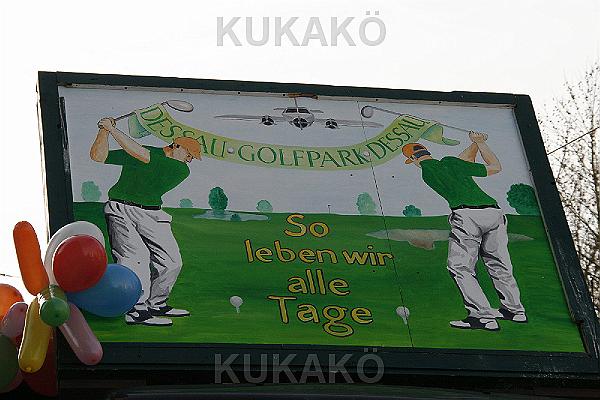 KUKAKÖ
DESSAU · GOLFPARK · DESSAU
So
leben wir
alle
Tage
KUKAKÖ